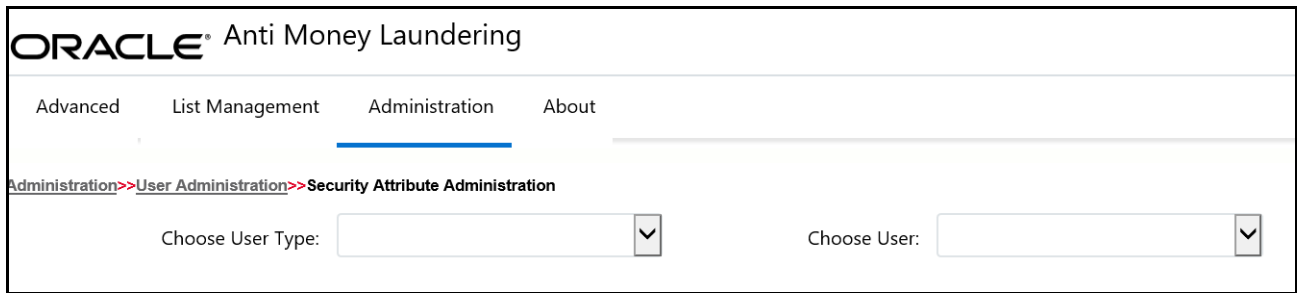 ORACLE® Anti Money Laundering
Advanced List Management Administration About
Administration>>User Administration>>Security Attribute Administration
Choose User Type: Choose User: